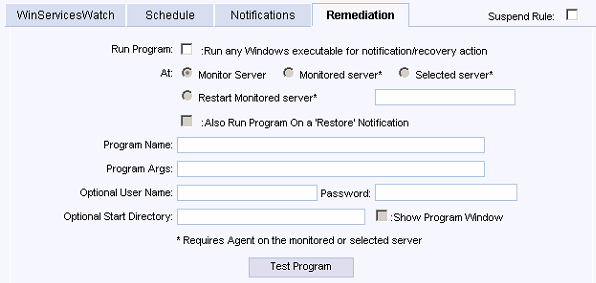 WinServicesWatch Schedule Notifications Remediation Suspend Rule:
Run Program: :Run any Windows executable for notification/recovery action
At: Monitor Server Monitored server* Selected server*
Restart Monitored server*
:Also Run Program On a 'Restore' Notification
Program Name:
Program Args:
Optional User Name: Password:
Optional Start Directory: :Show Program Window
* Requires Agent on the monitored or selected server
Test Program